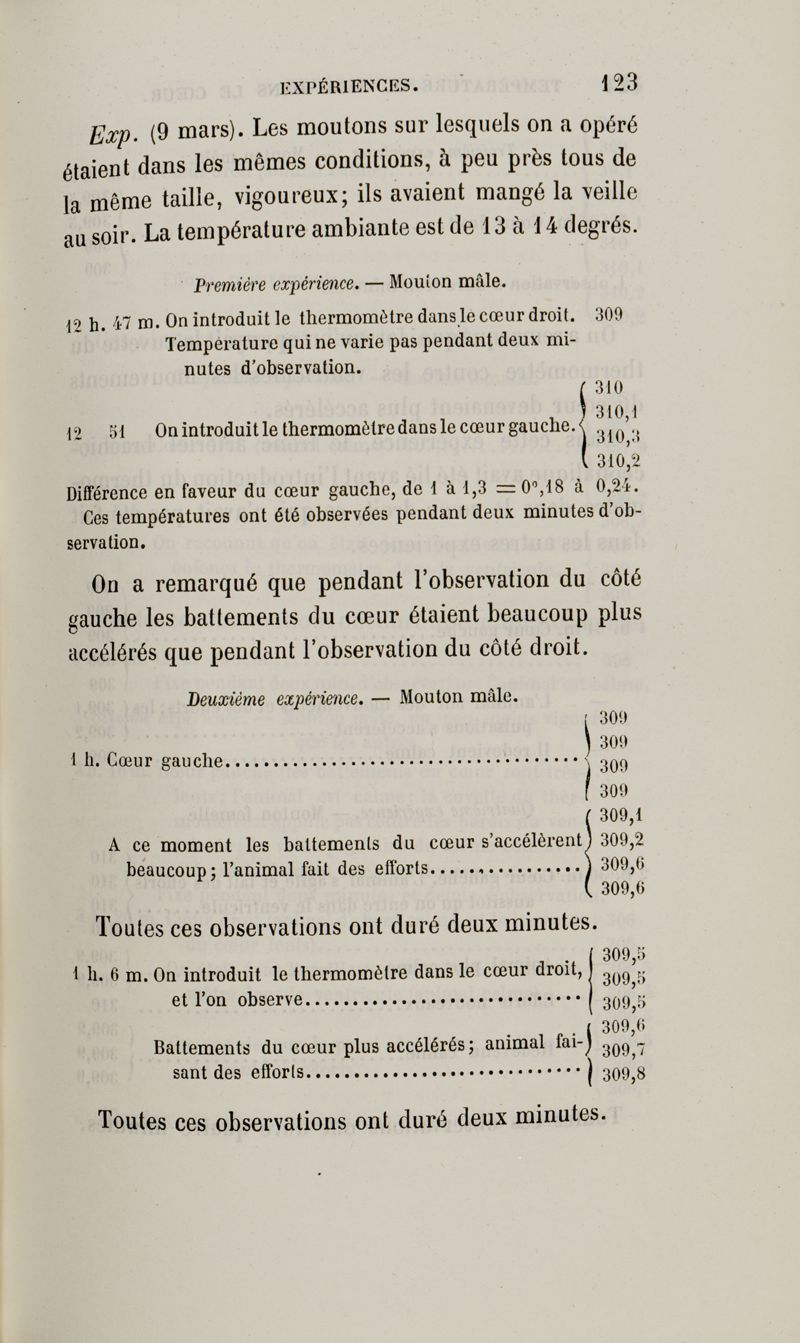 EXPÉRIENCES. 123
Exp. (9 mars). Les moutons sur lesquels on a opéré
étaient dans les mêmes conditions, à peu près tous de
la même taille, vigoureux; ils avaient mangé la veille
au soir. La température ambiante est de 13 à 14 degrés.
Première expérience. — Mouton mâle.
12 h. 47 m. On introduit le thermomètre dans le cœur droit. 309
Température qui ne varie pas pendant deux mi-
nutes d'observation.
310
310,1
12 51 On introduit le thermomètre dans le cœur gauche.
310,3
310,2
Différence en faveur du cœur gauche, de 1 à 1,3 = 0°,18 à 0,24.
Ces températures ont été observées pendant deux minutes d'ob-
servation.
On a remarqué que pendant l'observation du côté
gauche les battements du cœur étaient beaucoup plus
accélérés que pendant l'observation du côté droit.
Deuxième expérience. — Mouton mâle.
309
309
1 h. Cœur gauche.......................................... 309
309
309,1
A ce moment les battements du cœur s'accélèrent 309,2
beaucoup; l'animal fait des efforts.................. 309,6
309,6
Toutes ces observations ont duré deux minutes.
309,5
1 h. 6 m. On introduit le thermomètre dans le cœur droit, 309,5
et l'on observe.............................. 309,5
309,6
Battements du cœur plus accélérés; animal fai- 309,7
sant des efforts.............................. 309,8
Toutes ces observations ont duré deux minutes.